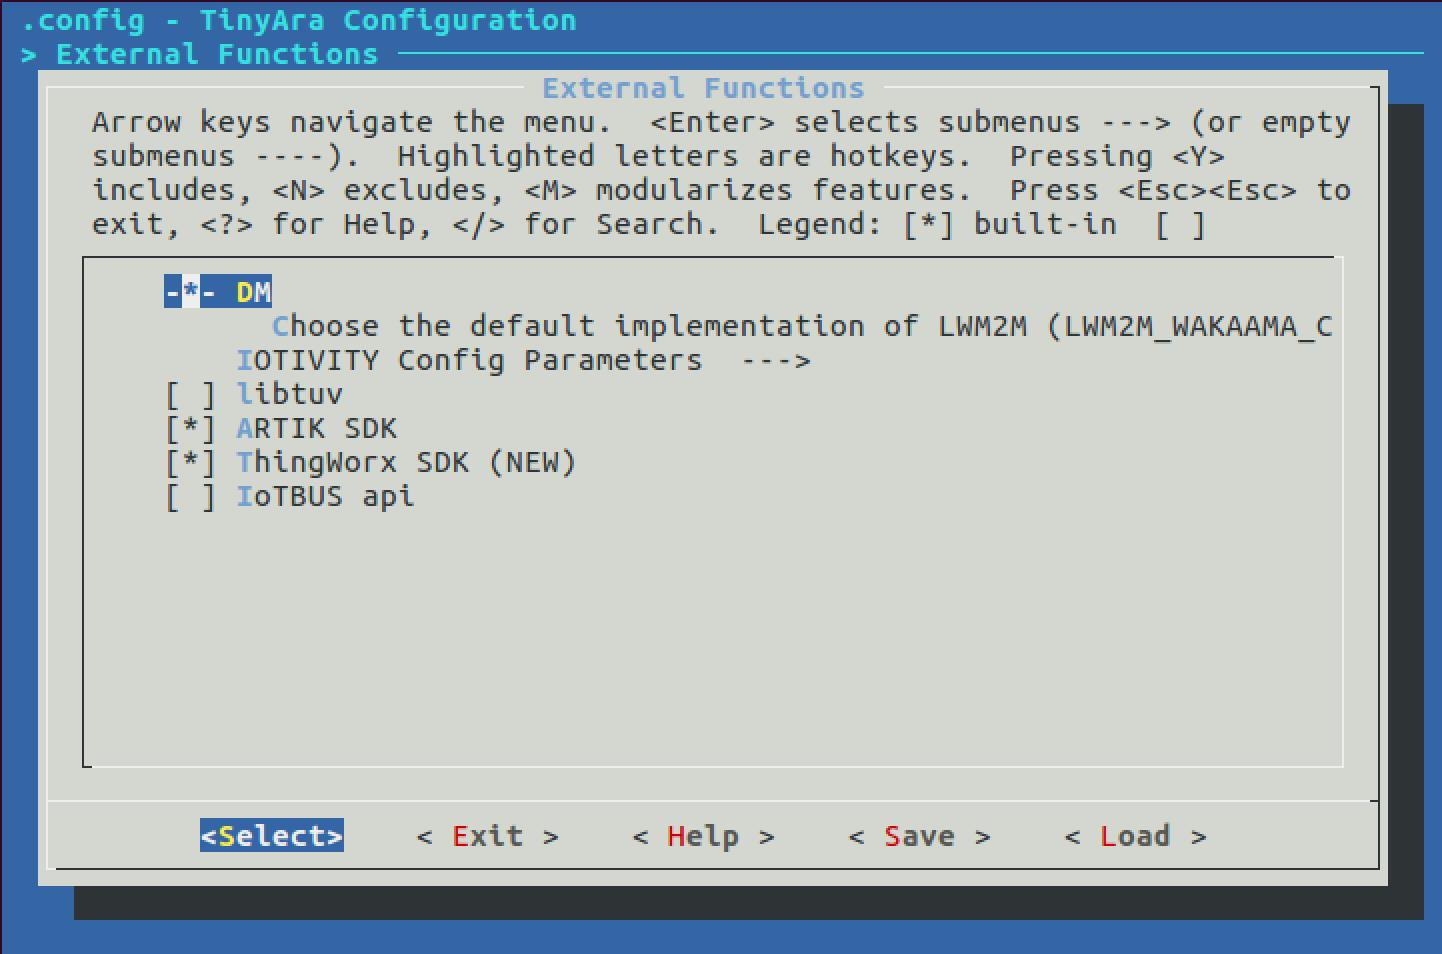 .config - TinyAra Configuration
> External Functions
External Functions
Arrow keys navigate the menu.  <Enter> selects submenus ---> (or empty
submenus ----).  Highlighted letters are hotkeys.  Pressing <Y>
includes, <N> excludes, <M> modularizes features.  Press <Esc><Esc> to
exit, <?> for Help, </> for Search.  Legend: [*] built-in  [ ]
-*- DM
Choose the default implementation of LWM2M (LWM2M_WAKAAMA_C
IOTIVITY Config Parameters  --->
[ ] libtuv
[*] ARTIK SDK
[*] ThingWorx SDK (NEW)
[ ] IoTBUS api
<Select>    < Exit >    < Help >    < Save >    < Load >